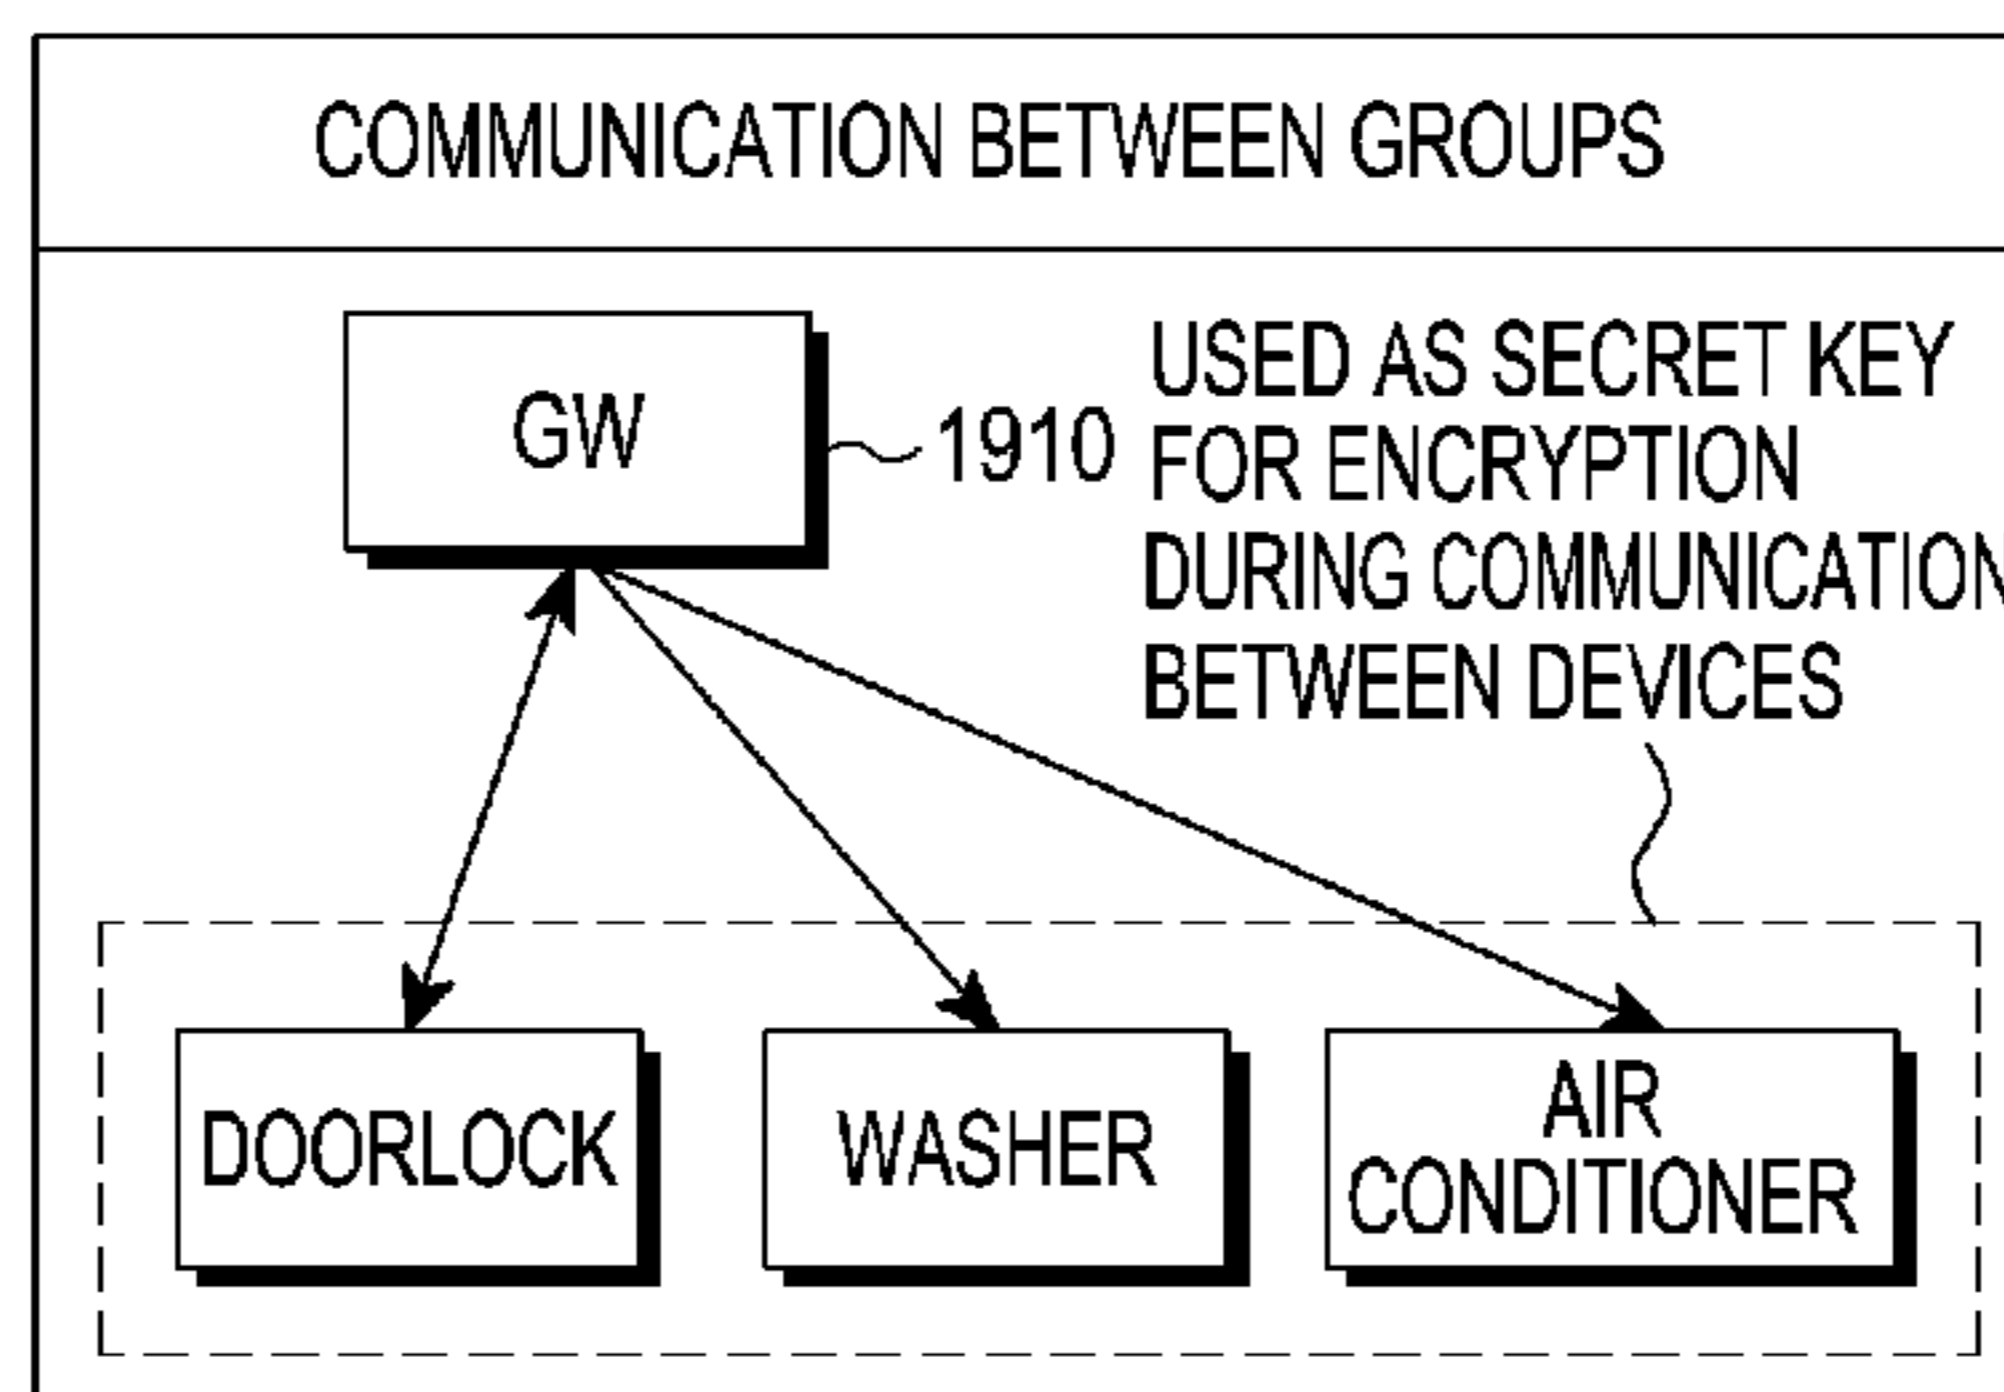 COMMUNICATION BETWEEN GROUPS
GW
1910
USED AS SECRET KEY
FOR ENCRYPTION
DURING COMMUNICATION
BETWEEN DEVICES
DOORLOCK
WASHER
AIR
CONDITIONER